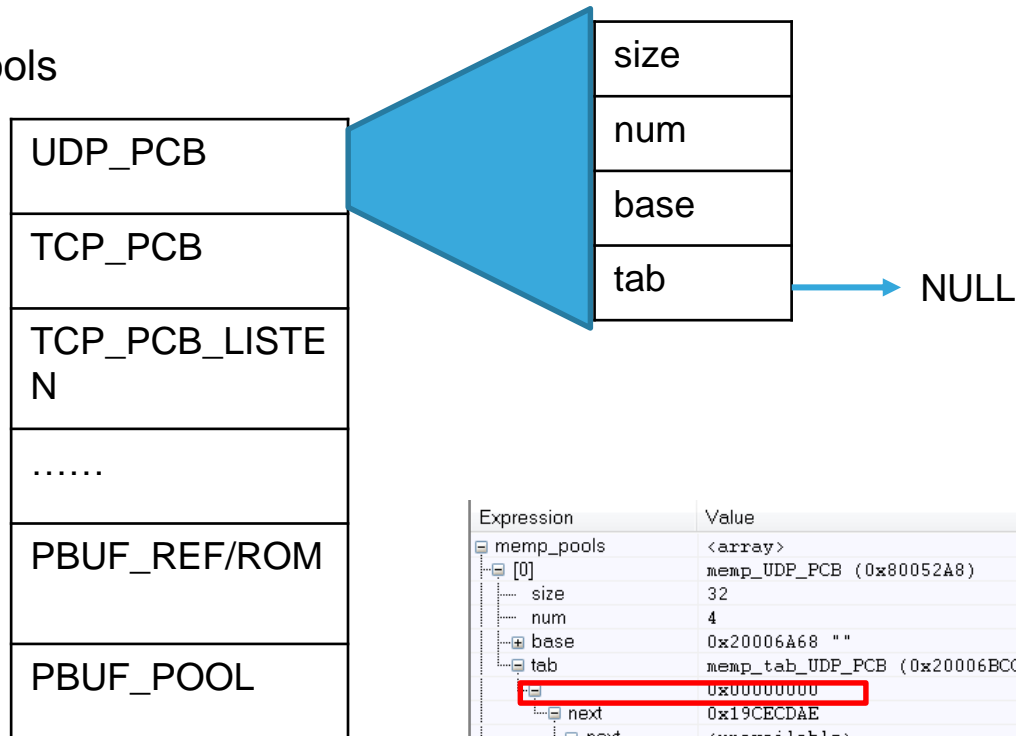 ools
UDP_PCB
TCP_PCB
TCP_PCB_LISTE
N
……
PBUF_REF/ROM
PBUF_POOL
size
num
base
tab
NULL
Expression Value
memp_pools <array>
[0] memp_UDP_PCB (0x80052A8)
size 32
num 4
base 0x20006A68 ""
tab memp_tab_UDP_PCB (0x20006BC
0x00000000
next 0x19CECDAE